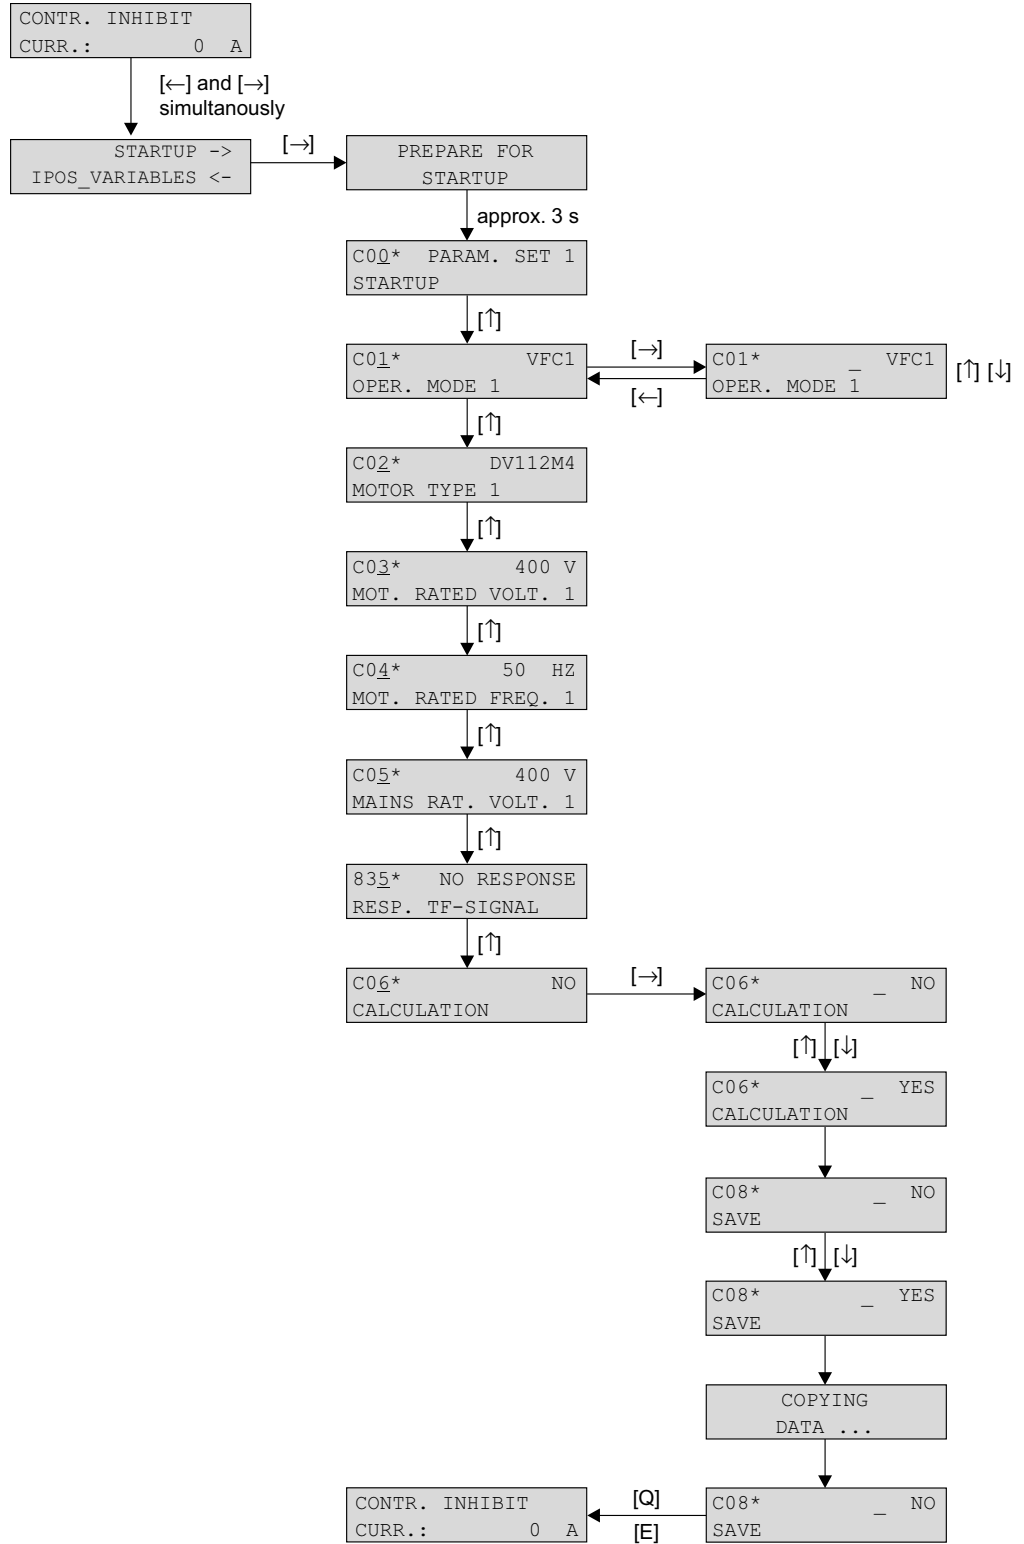 CONTR. INHIBIT
CURR.: 0 A
[←] and [→]
simultanously
STARTUP ->
IPOS_VARIABLES <-
[→]
PREPARE FOR
STARTUP
approx. 3 s
C00* PARAM. SET 1
STARTUP
[↑]
C01* VFC1
OPER. MODE 1
[→]
[←]
C01* _ VFC1
OPER. MODE 1
[↑] [↓]
[↑]
C02* DV112M4
MOTOR TYPE 1
[↑]
C03* 400 V
MOT. RATED VOLT. 1
[↑]
C04* 50 HZ
MOT. RATED FREQ. 1
[↑]
C05* 400 V
MAINS RAT. VOLT. 1
[↑]
835* NO RESPONSE
RESP. TF-SIGNAL
[↑]
C06* NO
CALCULATION
[→]
C06* _ NO
CALCULATION
[↑] [↓]
C06* _ YES
CALCULATION
C08* _ NO
SAVE
[↑] [↓]
C08* _ YES
SAVE
COPYING
DATA ...
C08* _ NO
SAVE
[Q]
[E]
CONTR. INHIBIT
CURR.: 0 A